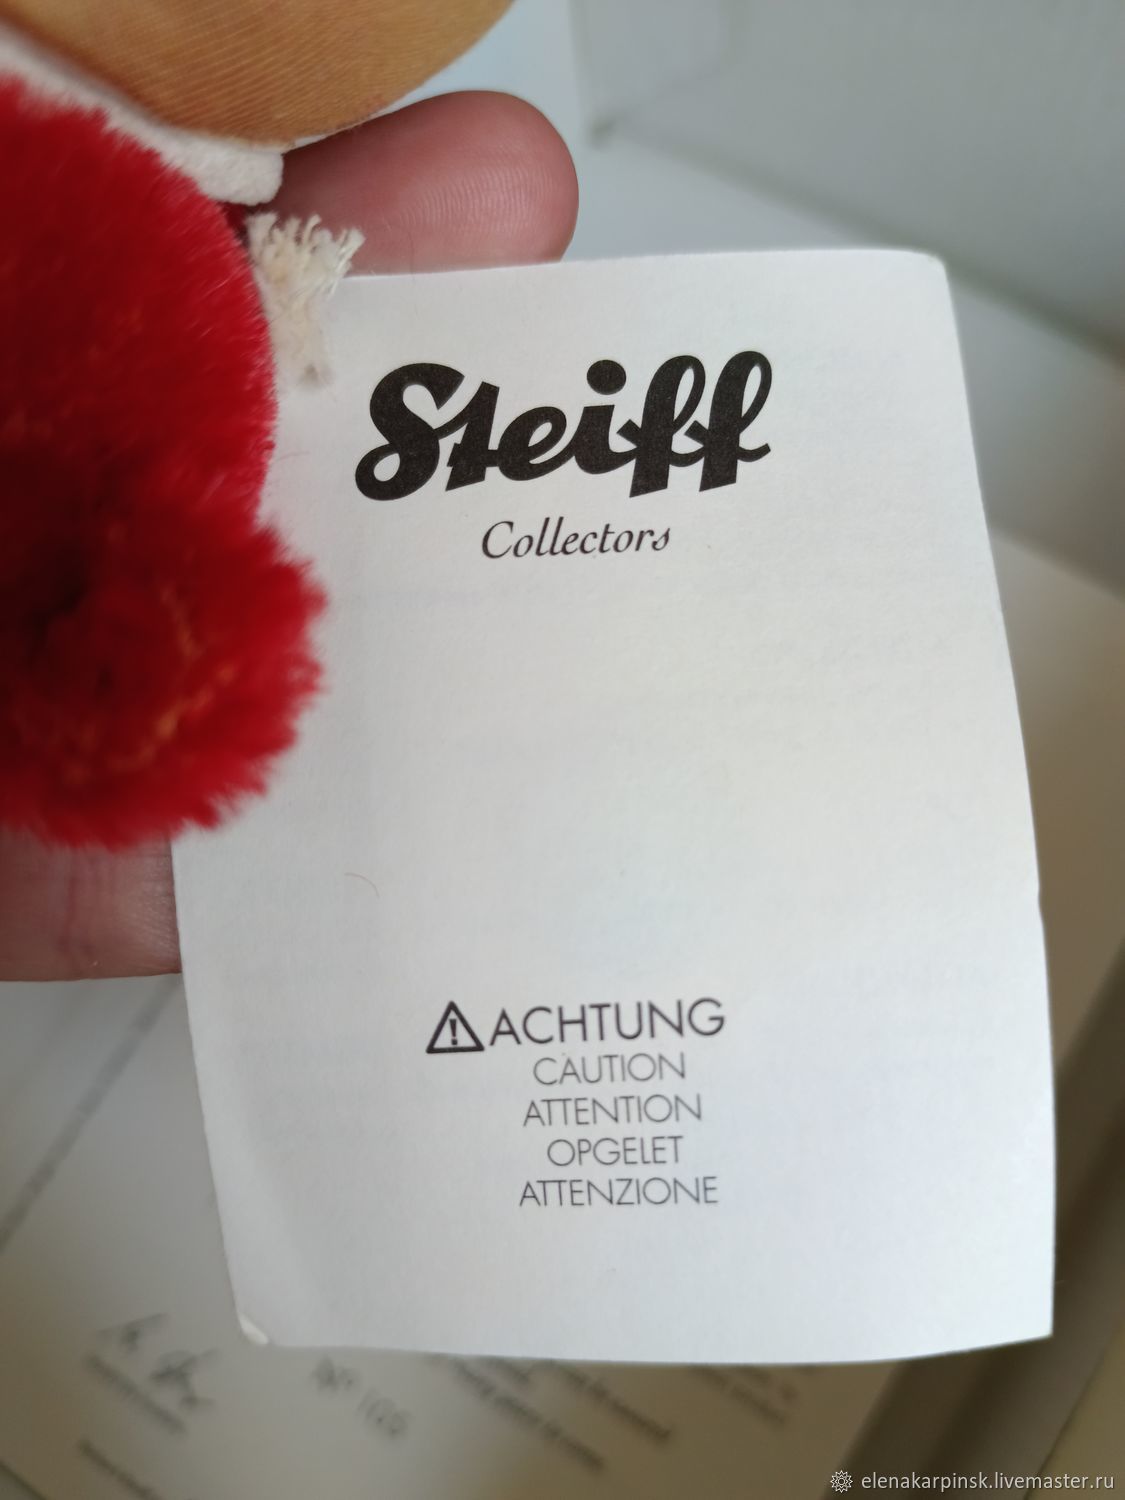 Steiff
Collectors
ACHTUNG
CAUTION
ATTENTION
OPGELET
ATTENZIONE
elenakarpinsk.livemaster.ru